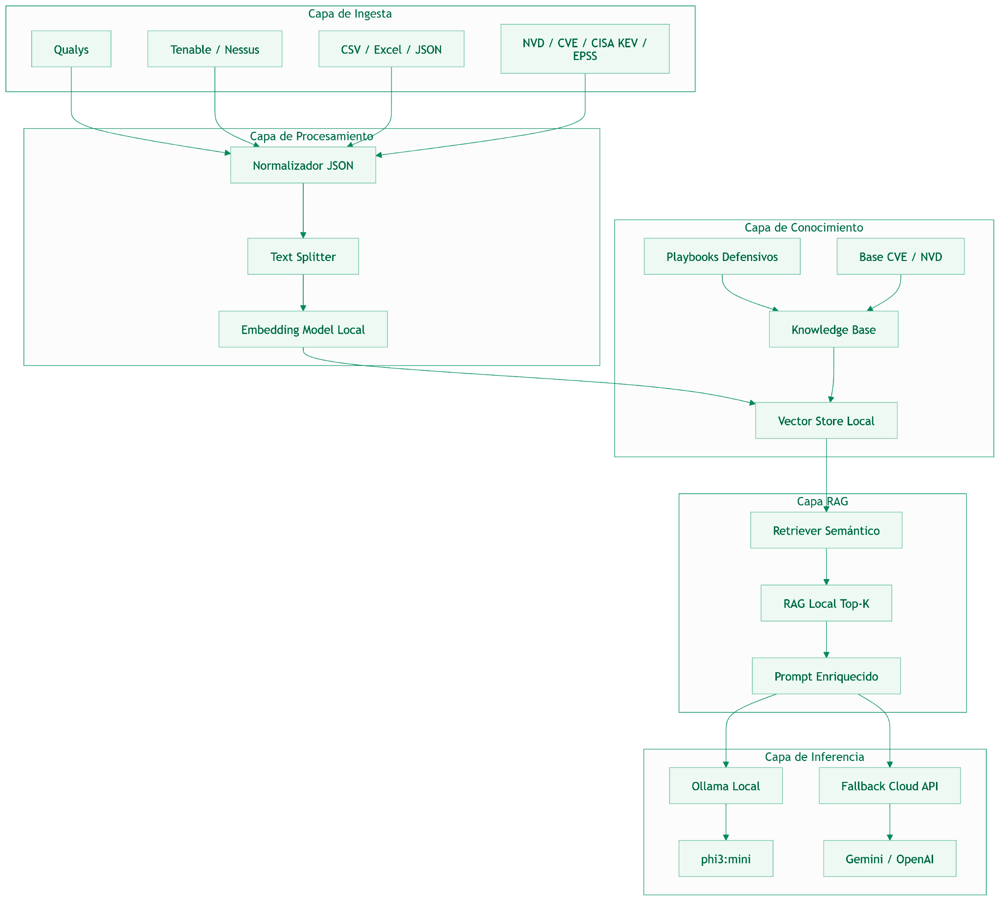 Capa de Ingesta
Qualys
Tenable / Nessus
CSV / Excel / JSON
NVD / CVE / CISA KEV /
EPSS
Capa de Procesamiento
Normalizador JSON
Text Splitter
Embedding Model Local
Capa de Conocimiento
Playbooks Defensivos
Base CVE / NVD
Knowledge Base
Vector Store Local
Capa RAG
Retriever Semántico
RAG Local Top-K
Prompt Enriquecido
Capa de Inferencia
Ollama Local
Fallback Cloud API
phi3:mini
Gemini / OpenAI